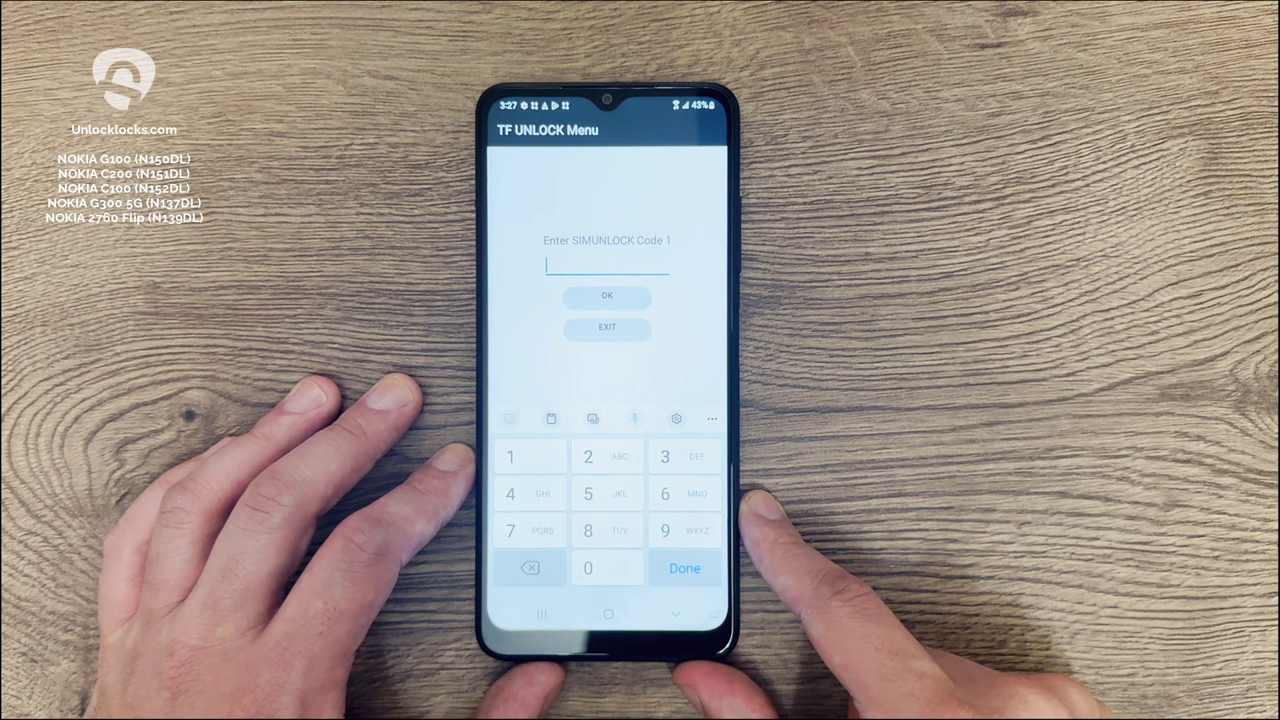 Unlocklocks.com
NOKIA G100 (N150DL)
NOKIA C200 (N151DL)
NOKIA C100 (N152DL)
NOKIA G300 5G (N137DL)
NOKIA 2760 Flip (N139DL)
3:27 43%
TF UNLOCK Menu
Enter SIMUNLOCK Code 1
OK
EXIT
1 2 ABC 3 DEF
4 GHI 5 JKL 6 MNO
7 PQRS 8 TUV 9 WXYZ
0 Done